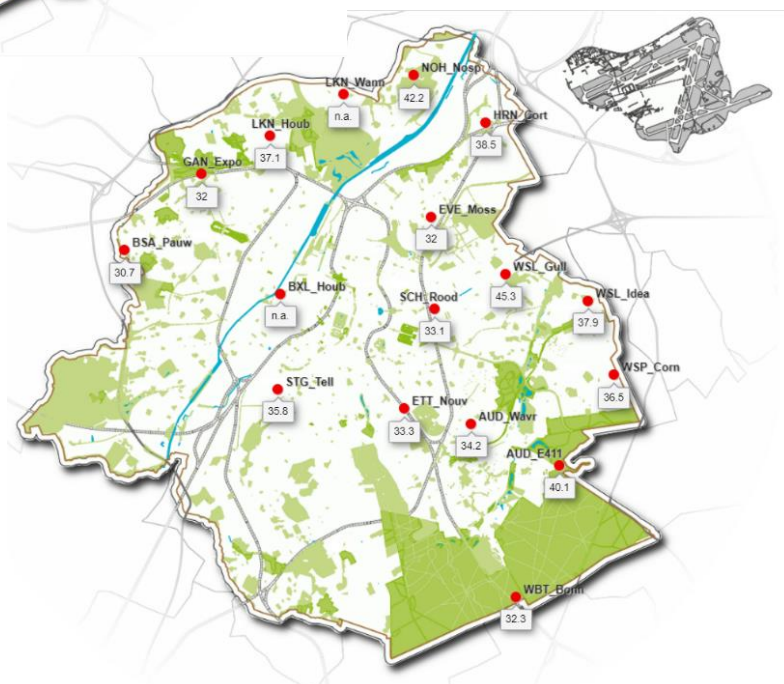 NOH_Nosp
42.2
LKN_Wann
n.a.
HRN_Gort
38.5
LKN_Houb
37.1
GAN_Expo
32
EVE_Moss
32
BSA_Pauw
30.7
WSL_Gull
45.3
BXL_Houb
n.a.
SCH_Rood
33.1
WSL_Idea
37.9
WSP_Corn
36.5
STG_Tell
35.8
ETT_Nouv
33.3
AUD_Wavr
34.2
AUD_E411
40.1
WBT_Bonn
32.3